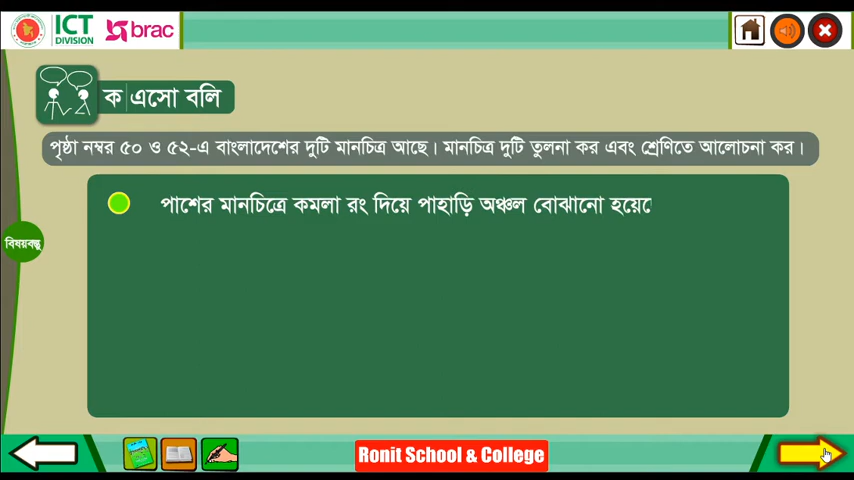 ICT
DIVISION
brac
ক এসো বলি
পৃষ্ঠা নম্বর ৫০ ও ৫২-এ বাংলাদেশের দুটি মানচিত্র আছে। মানচিত্র দুটি তুলনা কর এবং শ্রেণিতে আলোচনা কর।
পাশের মানচিত্রে কমলা রং দিয়ে পাহাড়ি অঞ্চল বোঝানো হয়েছে
বিষয়বস্তু
Ronit School & College